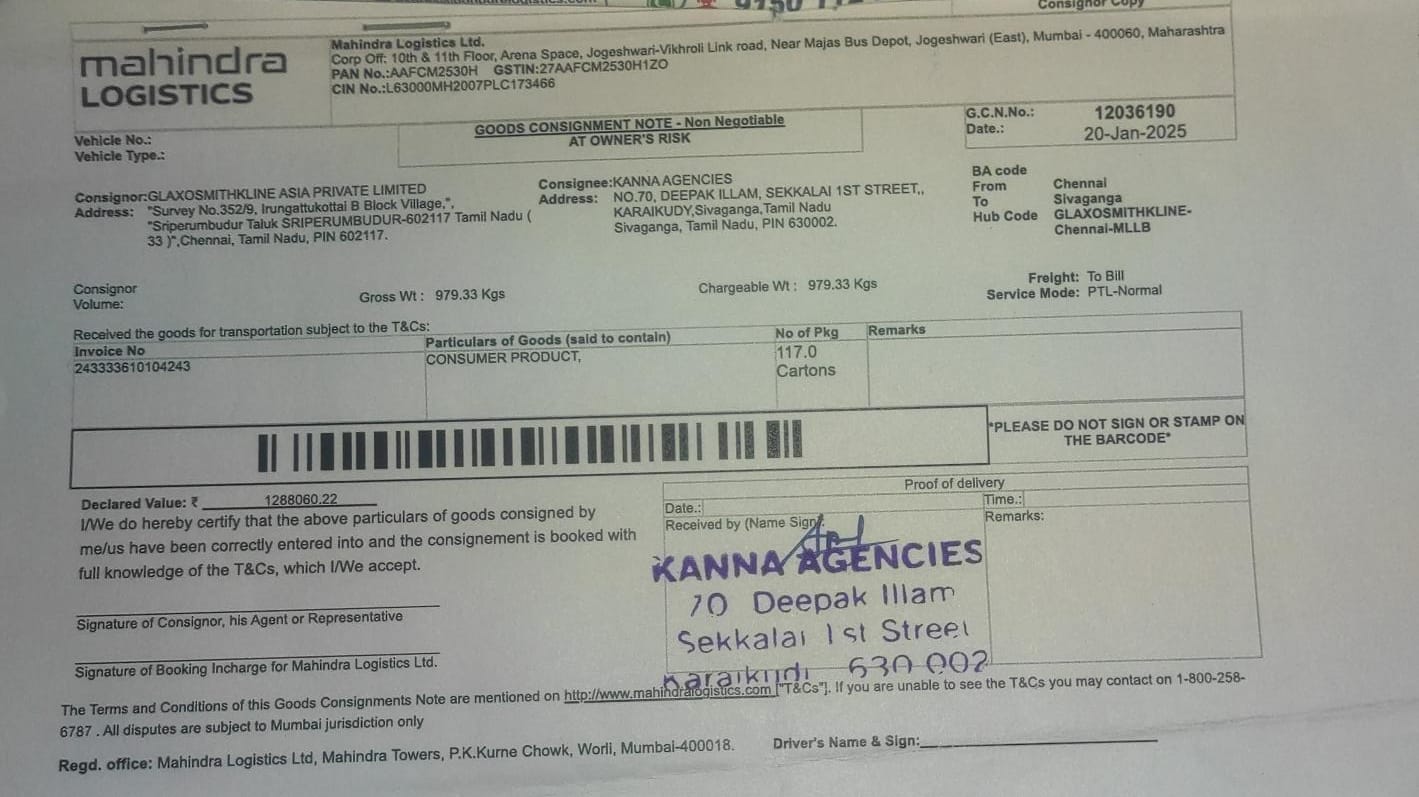 Consignor Copy
mahindra
LOGISTICS
Mahindra Logistics Ltd.
Corp Off: 10th & 11th Floor, Arena Space, Jogeshwari-Vikhroli Link road, Near Majas Bus Depot, Jogeshwari (East), Mumbai - 400060, Maharashtra
PAN No.:AAFCM2530H GSTIN:27AAFCM2530H1ZO
CIN No.:L63000MH2007PLC173466
Vehicle No.:
Vehicle Type.:
GOODS CONSIGNMENT NOTE - Non Negotiable
AT OWNER'S RISK
G.C.N.No.: 12036190
Date.: 20-Jan-2025
Consignor:GLAXOSMITHKLINE ASIA PRIVATE LIMITED
Address: "Survey No.352/9, Irungattukottai B Block Village,",
"Sriperumbudur Taluk SRIPERUMBUDUR-602117 Tamil Nadu (
33 )",Chennai, Tamil Nadu, PIN 602117.
Consignee:KANNA AGENCIES
Address: NO.70, DEEPAK ILLAM, SEKKALAI 1ST STREET,,
KARAIKUDY,Sivaganga,Tamil Nadu
Sivaganga, Tamil Nadu, PIN 630002.
BA code
From Chennai
To Sivaganga
Hub Code GLAXOSMITHKLINE-
Chennai-MLLB
Consignor
Volume:
Gross Wt : 979.33 Kgs
Chargeable Wt : 979.33 Kgs
Freight: To Bill
Service Mode: PTL-Normal
Received the goods for transportation subject to the T&Cs:
Invoice No
243333610104243
Particulars of Goods (said to contain)
CONSUMER PRODUCT,
No of Pkg
117.0
Cartons
Remarks
*PLEASE DO NOT SIGN OR STAMP ON
THE BARCODE*
Declared Value: ₹ 1288060.22
I/We do hereby certify that the above particulars of goods consigned by
me/us have been correctly entered into and the consignement is booked with
full knowledge of the T&Cs, which I/We accept.
Signature of Consignor, his Agent or Representative
Signature of Booking Incharge for Mahindra Logistics Ltd.
Proof of delivery
Date.:
Time.:
Received by (Name Sign):
Remarks:
KANNA AGENCIES
70 Deepak Illam
Sekkalai 1st Street
Karaikudi 630 002
The Terms and Conditions of this Goods Consignments Note are mentioned on http://www.mahindralogistics.com ["T&Cs"]. If you are unable to see the T&Cs you may contact on 1-800-258-
6787 . All disputes are subject to Mumbai jurisdiction only
Regd. office: Mahindra Logistics Ltd, Mahindra Towers, P.K.Kurne Chowk, Worli, Mumbai-400018.
Driver's Name & Sign: